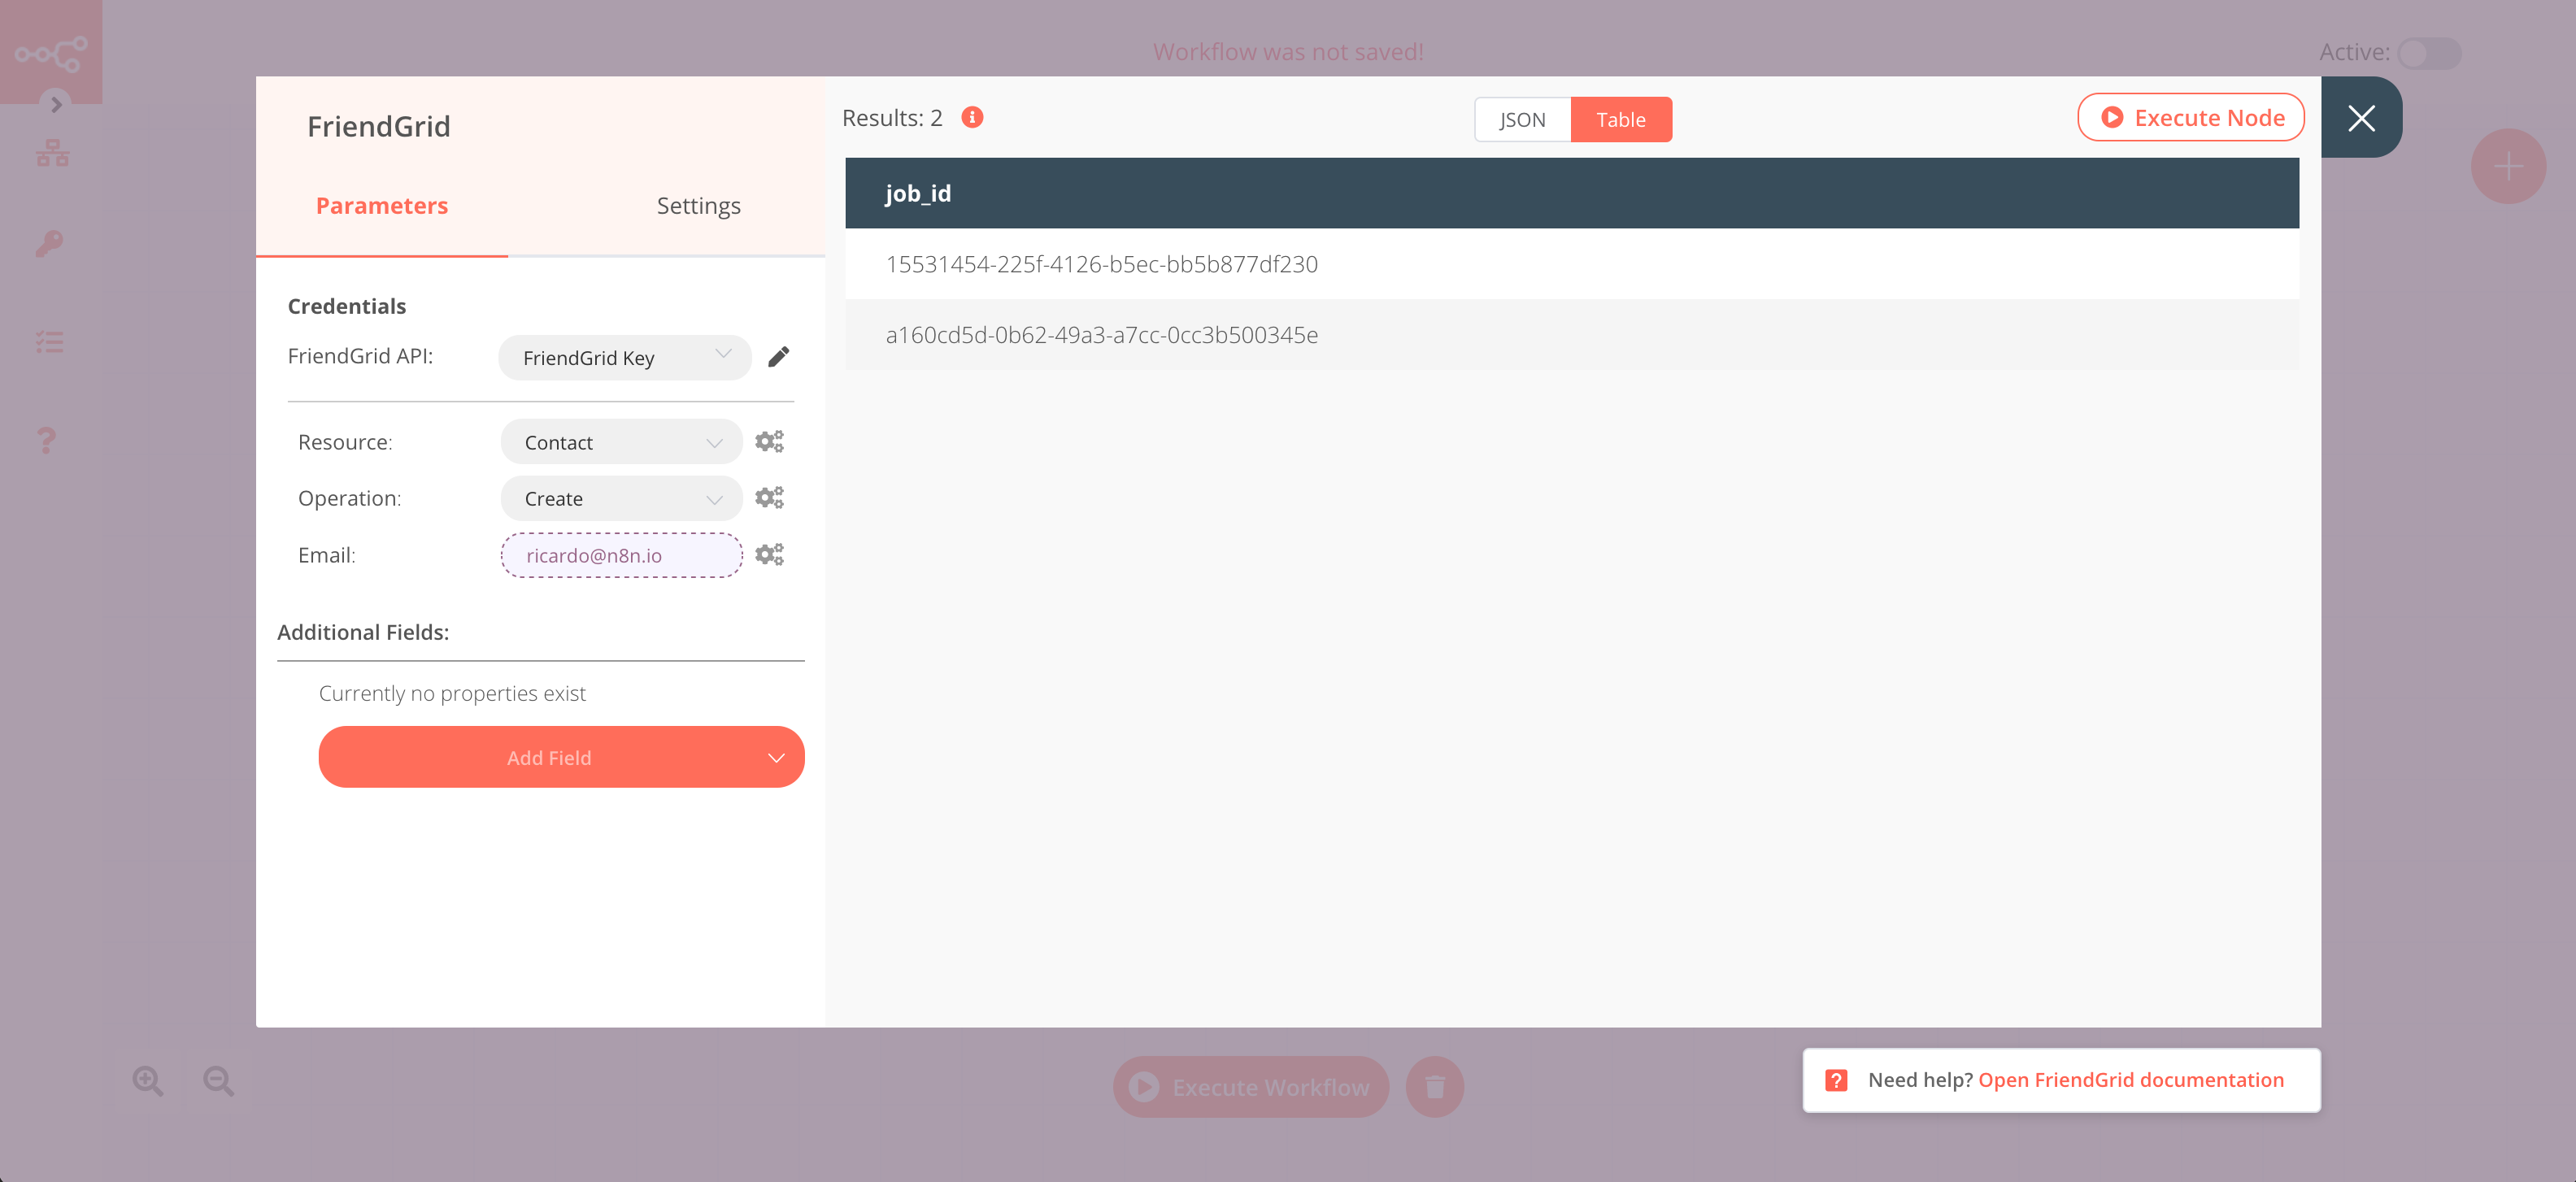 Workflow was not saved!
Active:
FriendGrid
Parameters
Settings
Credentials
FriendGrid API:
FriendGrid Key
Resource:
Contact
Operation:
Create
Email:
ricardo@n8n.io
Additional Fields:
Currently no properties exist
Add Field
Results: 2
JSON
Table
Execute Node
job_id
15531454-225f-4126-b5ec-bb5b877df230
a160cd5d-0b62-49a3-a7cc-0cc3b500345e
Execute Workflow
Need help? Open FriendGrid documentation